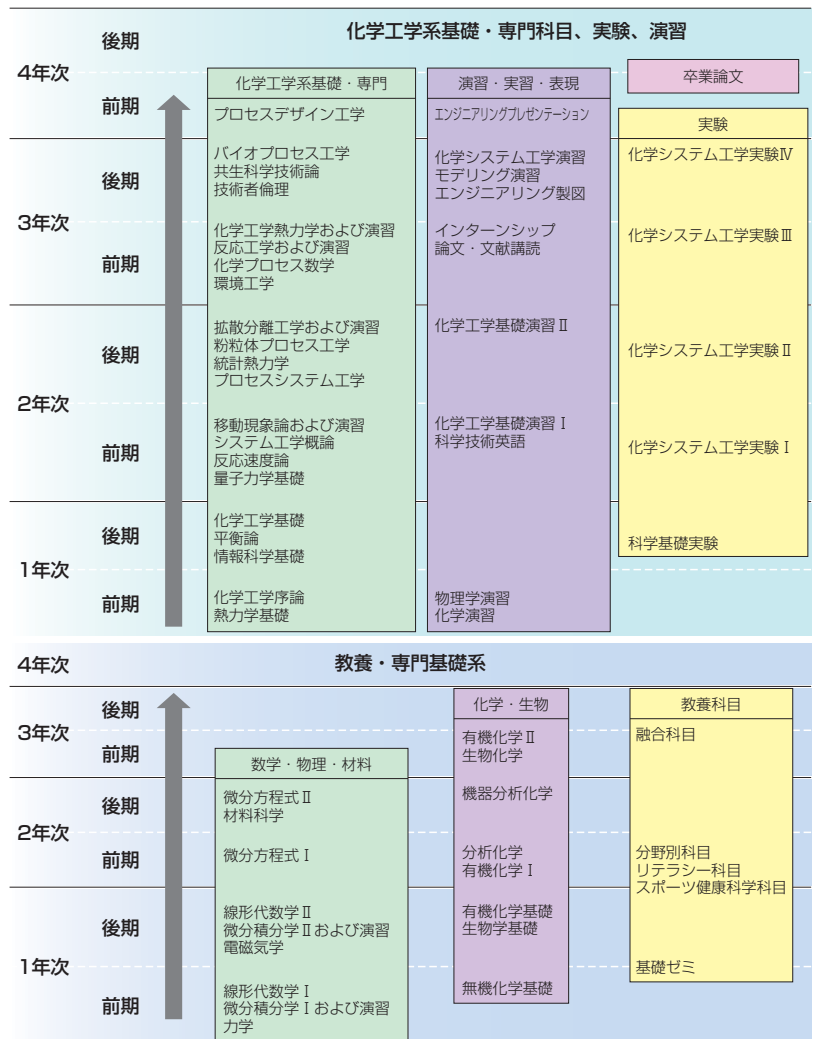 化学工学系基礎・専門科目、実験、演習
4年次
後期
前期
3年次
後期
前期
2年次
後期
前期
1年次
後期
前期
化学工学系基礎・専門
プロセスデザイン工学
バイオプロセス工学
共生科学技術論
技術者倫理
化学工学熱力学および演習
反応工学および演習
化学プロセス数学
環境工学
拡散分離工学および演習
粉粒体プロセス工学
統計熱力学
プロセスシステム工学
移動現象論および演習
システム工学概論
反応速度論
量子力学基礎
化学工学基礎
平衡論
情報科学基礎
化学工学序論
熱力学基礎
演習・実習・表現
エンジニアリングプレゼンテーション
化学システム工学演習
モデリング演習
エンジニアリング製図
インターンシップ
論文・文献講読
化学工学基礎演習Ⅱ
化学工学基礎演習Ⅰ
科学技術英語
物理学演習
化学演習
卒業論文
実験
化学システム工学実験Ⅳ
化学システム工学実験Ⅲ
化学システム工学実験Ⅱ
化学システム工学実験Ⅰ
科学基礎実験
教養・専門基礎系
4年次
3年次
後期
前期
2年次
後期
前期
1年次
後期
前期
数学・物理・材料
微分方程式Ⅱ
材料科学
微分方程式Ⅰ
線形代数学Ⅱ
微分積分学Ⅱおよび演習
電磁気学
線形代数学Ⅰ
微分積分学Ⅰおよび演習
力学
化学・生物
有機化学Ⅱ
生物化学
機器分析化学
分析化学
有機化学Ⅰ
有機化学基礎
生物学基礎
無機化学基礎
教養科目
融合科目
分野別科目
リテラシー科目
スポーツ健康科学科目
基礎ゼミ